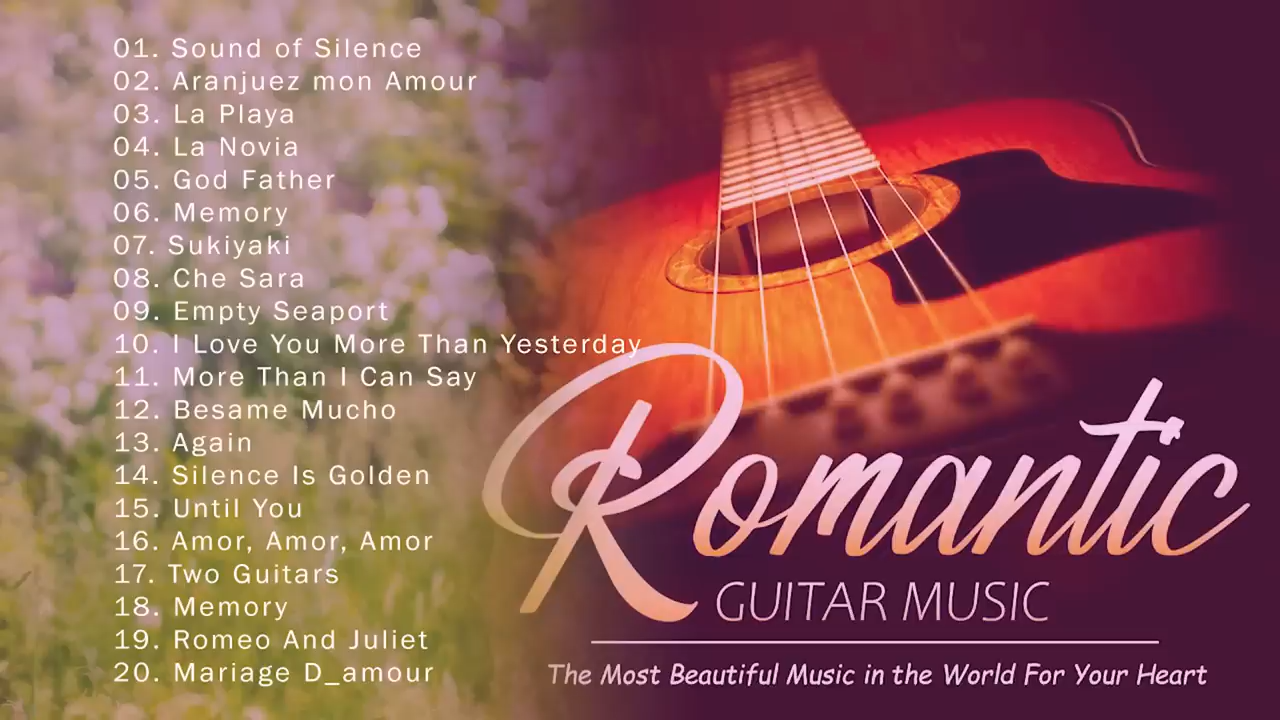 01. Sound of Silence
02. Aranjuez mon Amour
03. La Playa
04. La Novia
05. God Father
06. Memory
07. Sukiyaki
08. Che Sara
09. Empty Seaport
10. I Love You More Than Yesterday
11. More Than I Can Say
12. Besame Mucho
13. Again
14. Silence Is Golden
15. Until You
16. Amor, Amor, Amor
17. Two Guitars
18. Memory
19. Romeo And Juliet
20. Mariage D_amour
Romantic
GUITAR MUSIC
The Most Beautiful Music in the World For Your Heart